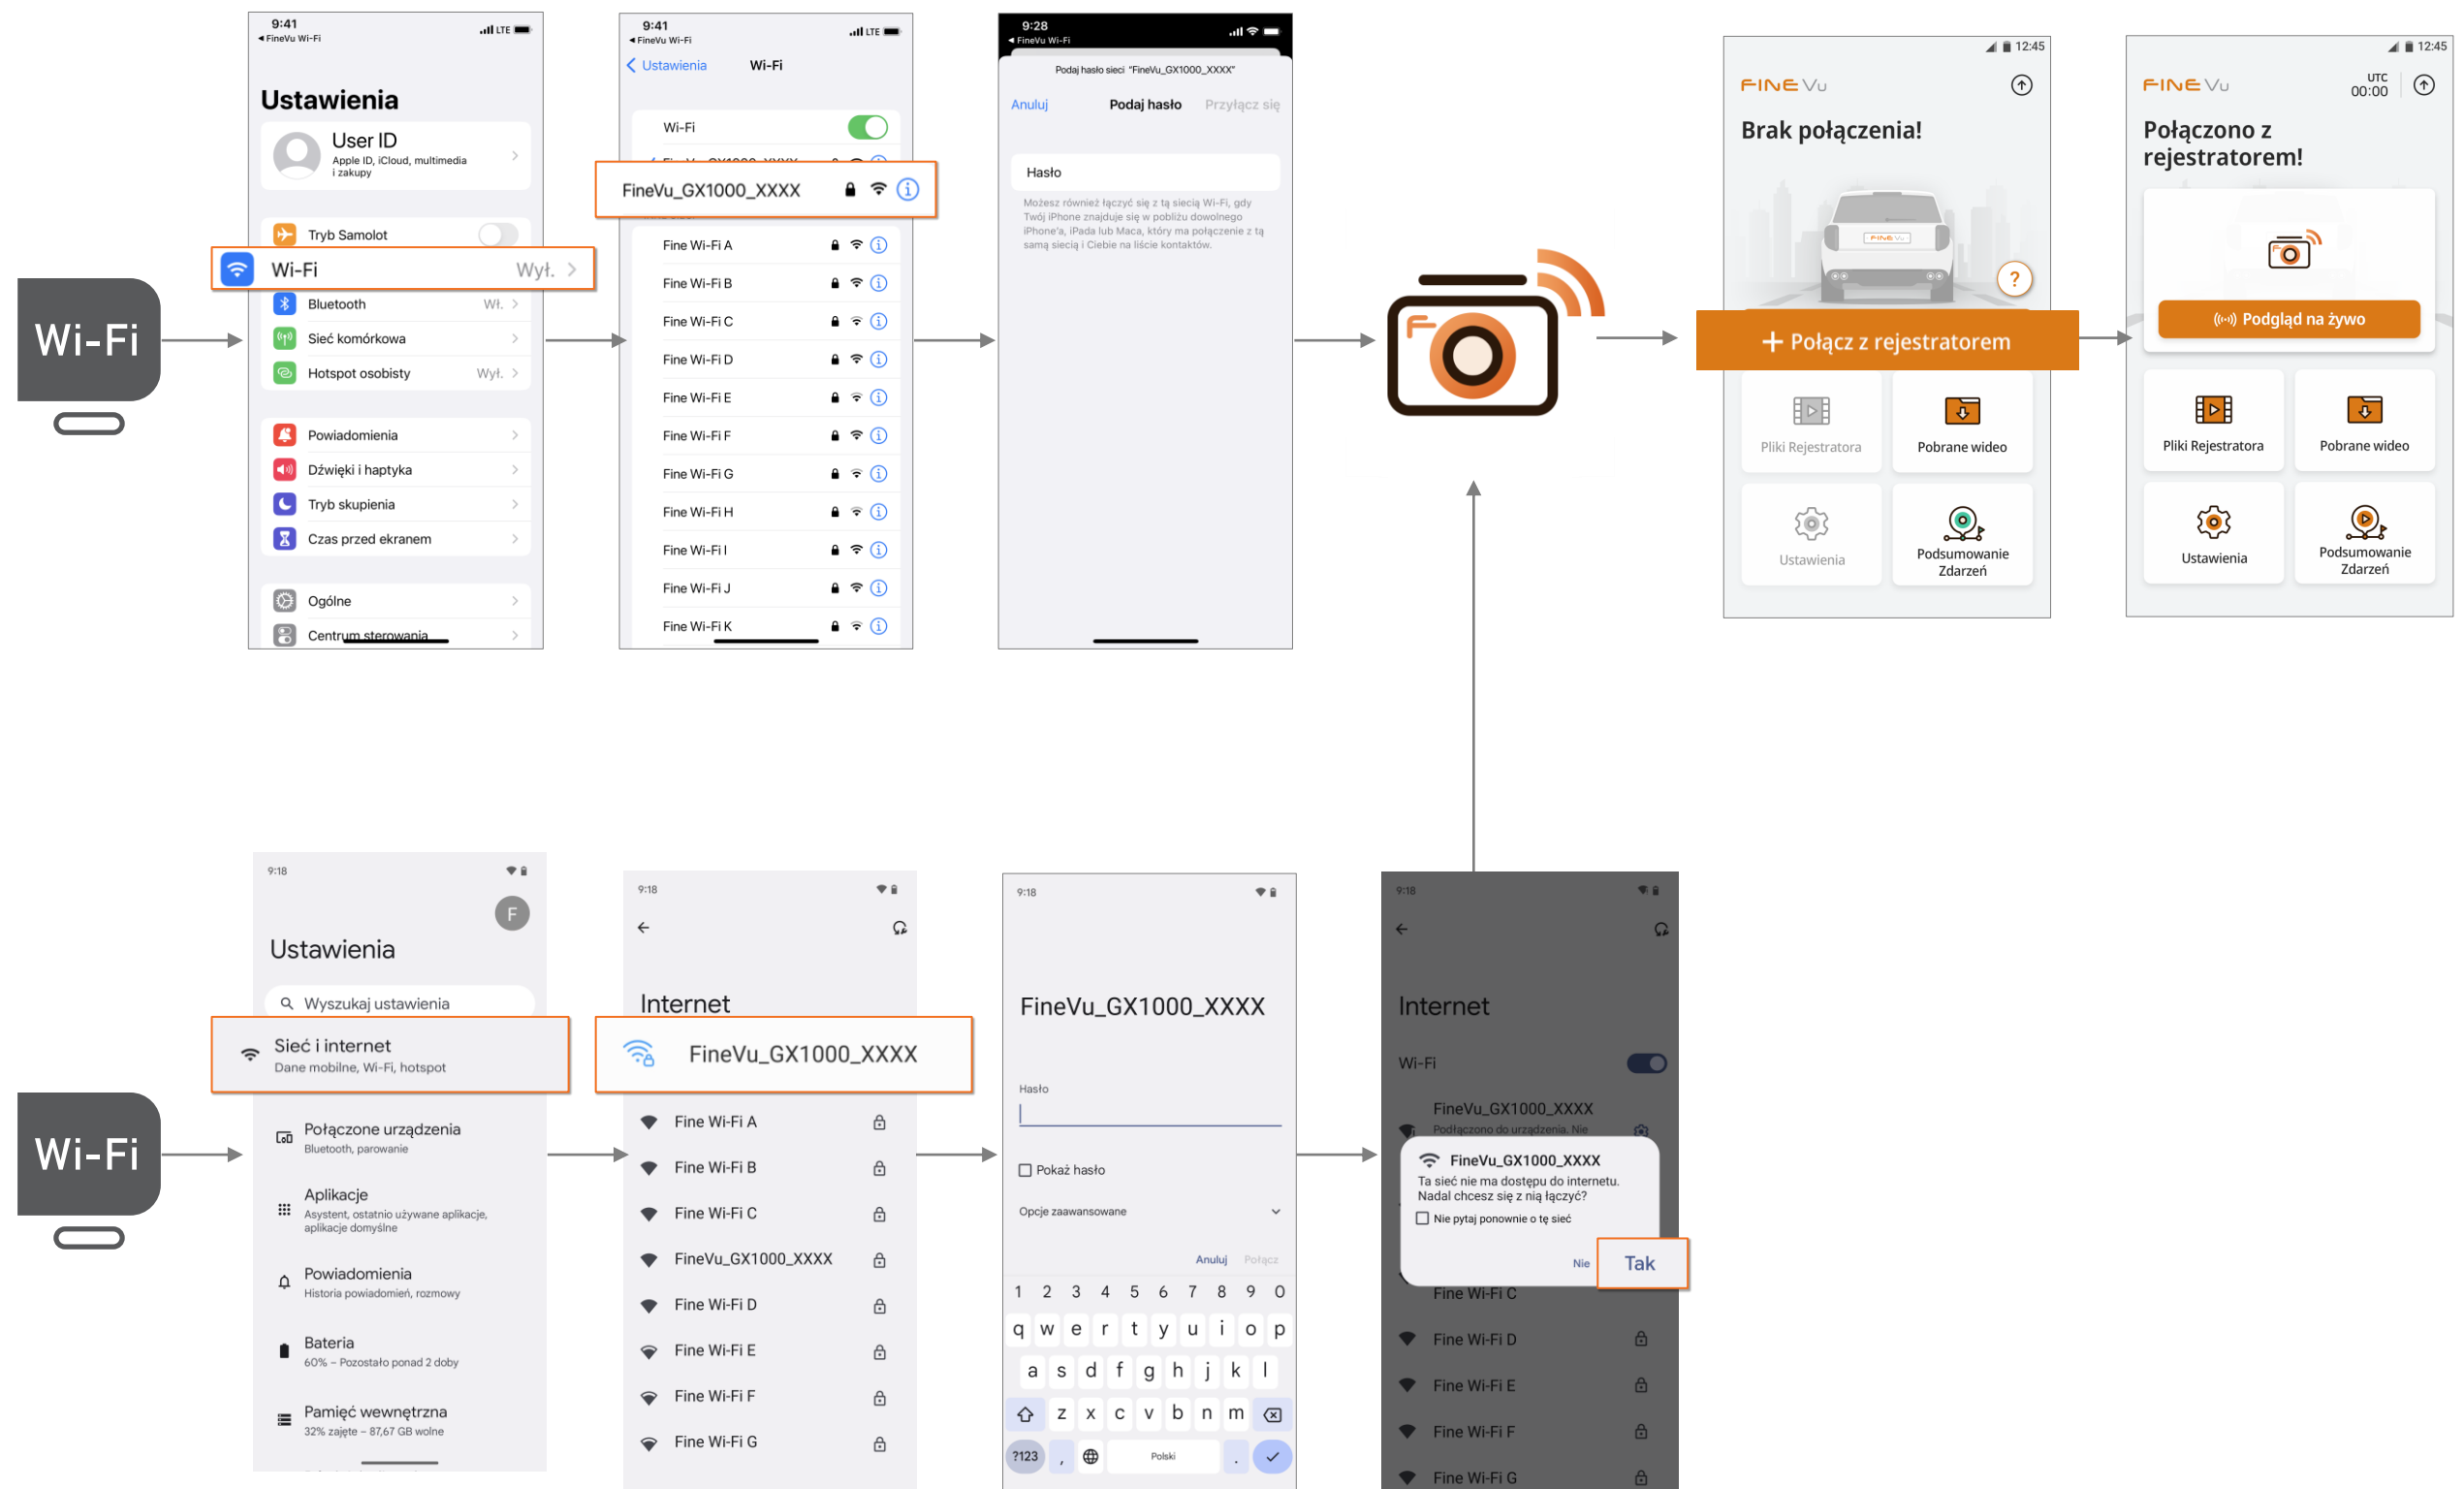 Wi-Fi
9:41
◀ FineVu Wi-Fi
LTE
Ustawienia
User ID
Apple ID, iCloud, multimedia
i zakupy
Tryb Samolot
Wi-Fi Wył.
Bluetooth Wł.
Sieć komórkowa
Hotspot osobisty Wył.
Powiadomienia
Dźwięki i haptyka
Tryb skupienia
Czas przed ekranem
Ogólne
Centrum sterowania
9:41
◀ FineVu Wi-Fi
LTE
Ustawienia Wi-Fi
Wi-Fi
FineVu_GX1000_XXXX
Fine Wi-Fi A
Fine Wi-Fi B
Fine Wi-Fi C
Fine Wi-Fi D
Fine Wi-Fi E
Fine Wi-Fi F
Fine Wi-Fi G
Fine Wi-Fi H
Fine Wi-Fi I
Fine Wi-Fi J
Fine Wi-Fi K
9:28
◀ FineVu Wi-Fi
Podaj hasło sieci "FineVu_GX1000_XXXX"
Anuluj Podaj hasło Przyłącz się
Hasło
Możesz również łączyć się z tą siecią Wi-Fi, gdy
Twój iPhone znajduje się w pobliżu dowolnego
iPhone'a, iPada lub Maca, który ma połączenie z tą
samą siecią i Ciebie na liście kontaktów.
12:45
FINEVu
Brak połączenia!
FINEVu
?
+ Połącz z rejestratorem
Pliki Rejestratora
Pobrane wideo
Ustawienia
Podsumowanie
Zdarzeń
12:45
FINEVu
UTC
00:00
Połączono z
rejestratorem!
Podgląd na żywo
Pliki Rejestratora
Pobrane wideo
Ustawienia
Podsumowanie
Zdarzeń
Wi-Fi
9:18
F
Ustawienia
Wyszukaj ustawienia
Sieć i internet
Dane mobilne, Wi-Fi, hotspot
Połączone urządzenia
Bluetooth, parowanie
Aplikacje
Asystent, ostatnio używane aplikacje,
aplikacje domyślne
Powiadomienia
Historia powiadomień, rozmowy
Bateria
60% – Pozostało ponad 2 doby
Pamięć wewnętrzna
32% zajęte – 87,67 GB wolne
9:18
Internet
FineVu_GX1000_XXXX
Fine Wi-Fi A
Fine Wi-Fi B
Fine Wi-Fi C
FineVu_GX1000_XXXX
Fine Wi-Fi D
Fine Wi-Fi E
Fine Wi-Fi F
Fine Wi-Fi G
9:18
FineVu_GX1000_XXXX
Hasło
Pokaż hasło
Opcje zaawansowane
Anuluj Połącz
1 2 3 4 5 6 7 8 9 0
q w e r t y u i o p
a s d f g h j k l
z x c v b n m
?123 , Polski .
9:18
Internet
Wi-Fi
FineVu_GX1000_XXXX
Podłączono do urządzenia. Nie
FineVu_GX1000_XXXX
Ta sieć nie ma dostępu do internetu.
Nadal chcesz się z nią łączyć?
Nie pytaj ponownie o tę sieć
Nie Tak
Fine Wi-Fi C
Fine Wi-Fi D
Fine Wi-Fi E
Fine Wi-Fi F
Fine Wi-Fi G